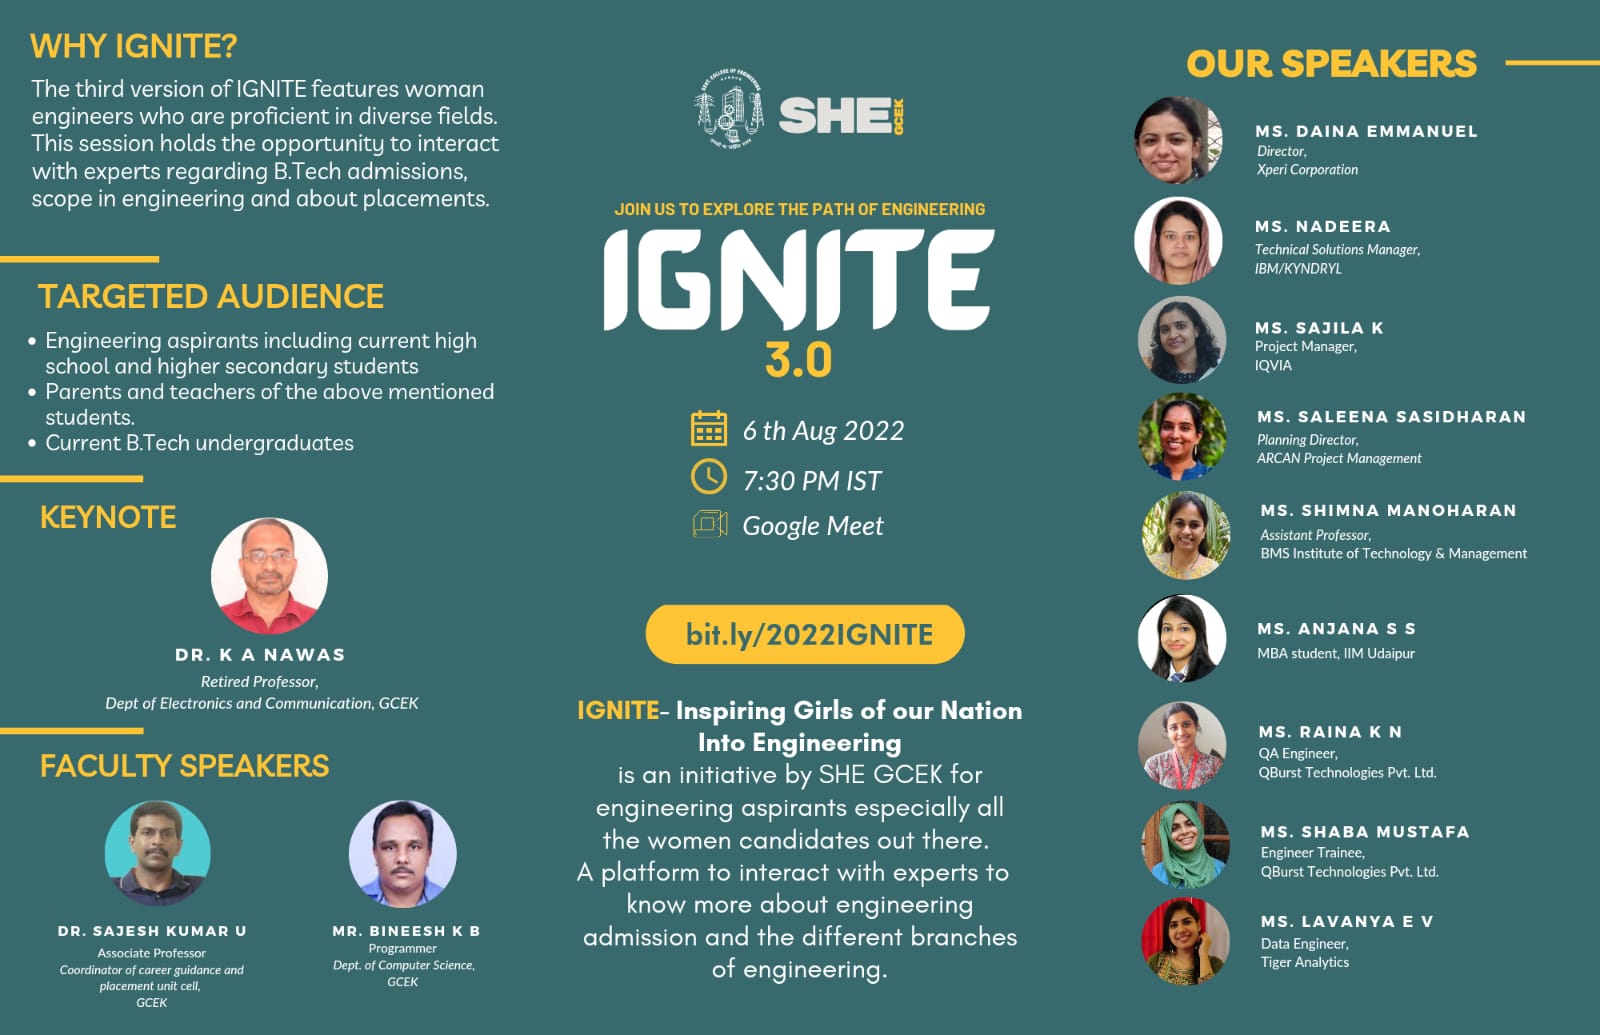 WHY IGNITE?
The third version of IGNITE features woman
engineers who are proficient in diverse fields.
This session holds the opportunity to interact
with experts regarding B.Tech admissions,
scope in engineering and about placements.
TARGETED AUDIENCE
• Engineering aspirants including current high
school and higher secondary students
• Parents and teachers of the above mentioned
students.
• Current B.Tech undergraduates
KEYNOTE
DR. K A NAWAS
Retired Professor,
Dept of Electronics and Communication, GCEK
FACULTY SPEAKERS
DR. SAJESH KUMAR U
Associate Professor
Coordinator of career guidance and
placement unit cell,
GCEK
MR. BINEESH K B
Programmer
Dept. of Computer Science,
GCEK
SHE
GCEK
JOIN US TO EXPLORE THE PATH OF ENGINEERING
IGNITE
3.0
6 th Aug 2022
7:30 PM IST
Google Meet
bit.ly/2022IGNITE
IGNITE- Inspiring Girls of our Nation
Into Engineering
is an initiative by SHE GCEK for
engineering aspirants especially all
the women candidates out there.
A platform to interact with experts to
know more about engineering
admission and the different branches
of engineering.
OUR SPEAKERS
MS. DAINA EMMANUEL
Director,
Xperi Corporation
MS. NADEERA
Technical Solutions Manager,
IBM/KYNDRYL
MS. SAJILA K
Project Manager,
IQVIA
MS. SALEENA SASIDHARAN
Planning Director,
ARCAN Project Management
MS. SHIMNA MANOHARAN
Assistant Professor,
BMS Institute of Technology & Management
MS. ANJANA S S
MBA student, IIM Udaipur
MS. RAINA K N
QA Engineer,
QBurst Technologies Pvt. Ltd.
MS. SHABA MUSTAFA
Engineer Trainee,
QBurst Technologies Pvt. Ltd.
MS. LAVANYA E V
Data Engineer,
Tiger Analytics